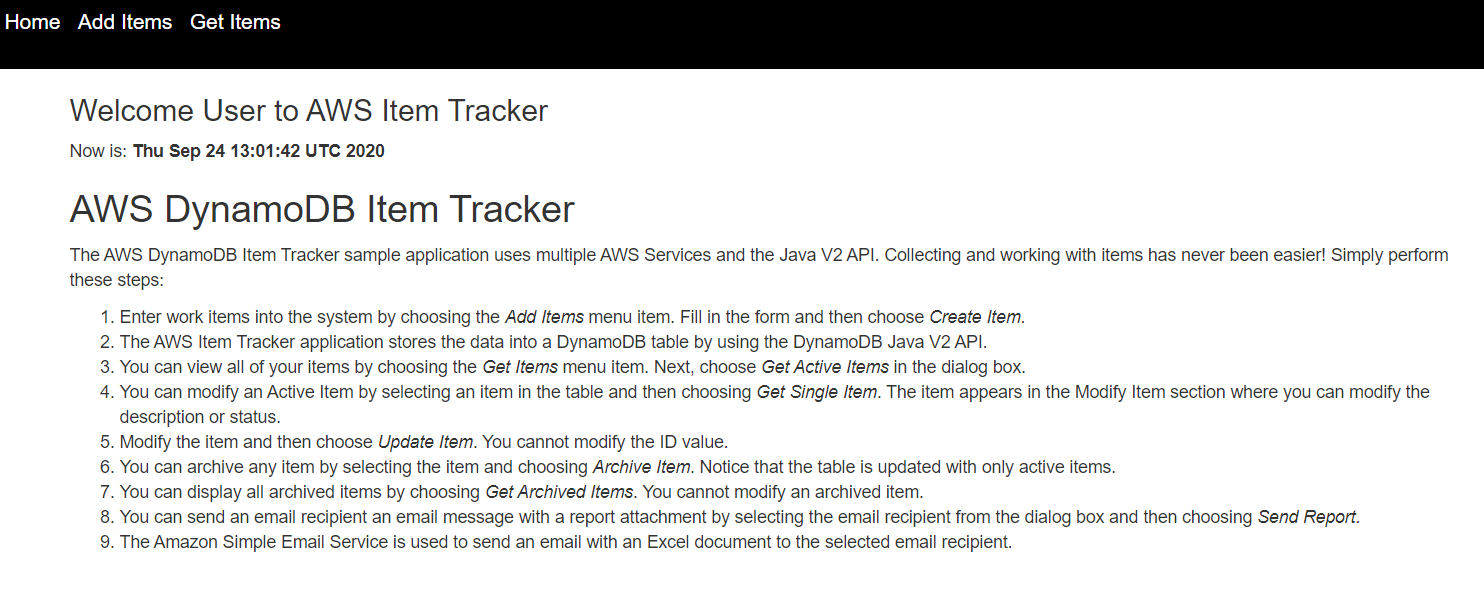 Home Add Items Get Items
Welcome User to AWS Item Tracker
Now is: Thu Sep 24 13:01:42 UTC 2020
AWS DynamoDB Item Tracker
The AWS DynamoDB Item Tracker sample application uses multiple AWS Services and the Java V2 API. Collecting and working with items has never been easier! Simply perform
these steps:
1. Enter work items into the system by choosing the Add Items menu item. Fill in the form and then choose Create Item.
2. The AWS Item Tracker application stores the data into a DynamoDB table by using the DynamoDB Java V2 API.
3. You can view all of your items by choosing the Get Items menu item. Next, choose Get Active Items in the dialog box.
4. You can modify an Active Item by selecting an item in the table and then choosing Get Single Item. The item appears in the Modify Item section where you can modify the
description or status.
5. Modify the item and then choose Update Item. You cannot modify the ID value.
6. You can archive any item by selecting the item and choosing Archive Item. Notice that the table is updated with only active items.
7. You can display all archived items by choosing Get Archived Items. You cannot modify an archived item.
8. You can send an email recipient an email message with a report attachment by selecting the email recipient from the dialog box and then choosing Send Report.
9. The Amazon Simple Email Service is used to send an email with an Excel document to the selected email recipient.